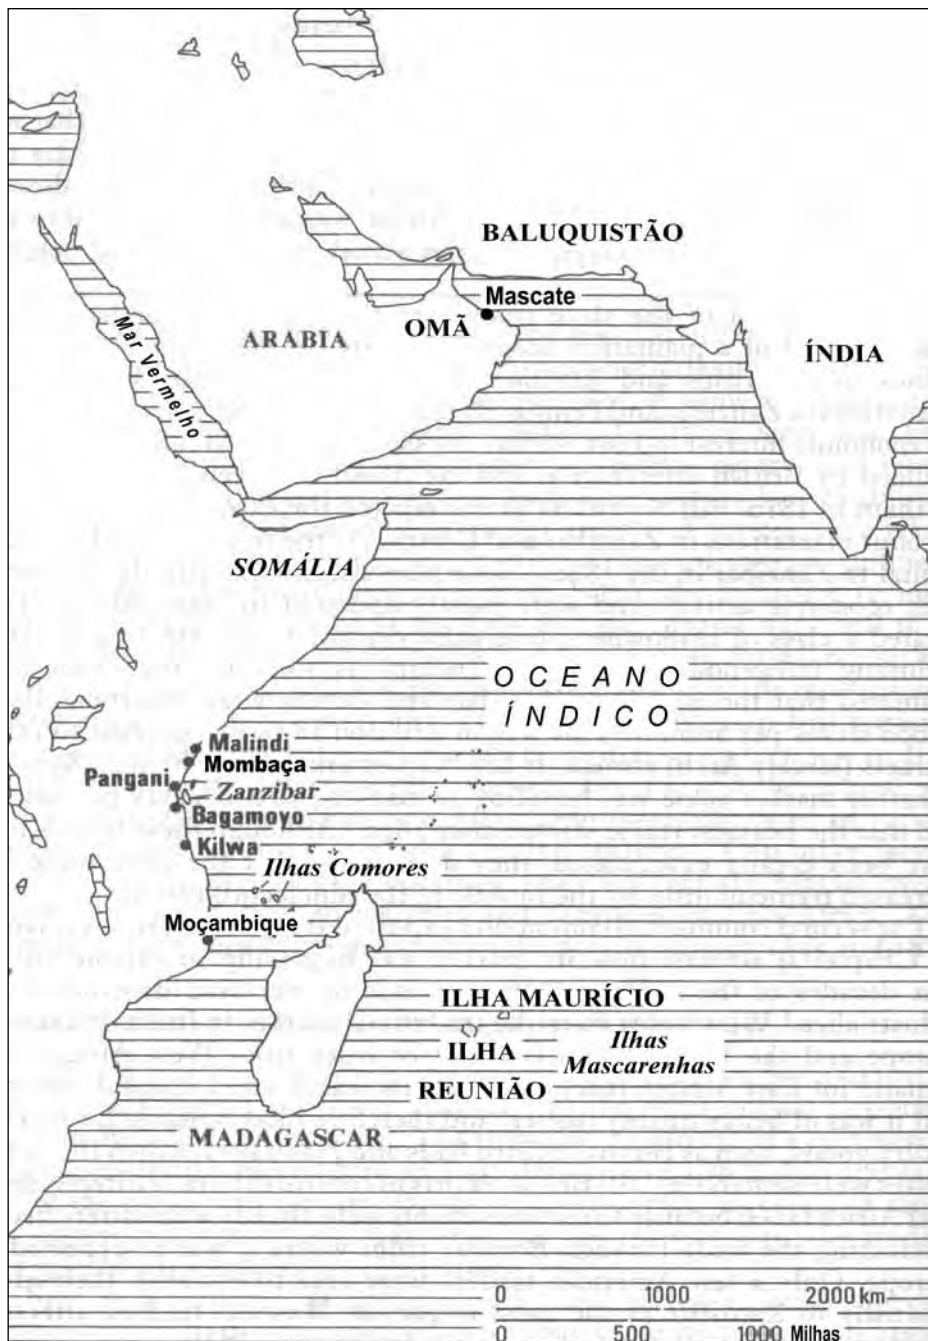 BALUQUISTÃO
Mascate
OMÃ
ARÁBIA
ÍNDIA
Mar Vermelho
SOMÁLIA
OCEANO
ÍNDICO
Malindi
Mombaça
Pangani
Zanzibar
Bagamoyo
Kilwa
Ilhas Comores
Moçambique
ILHA MAURÍCIO
ILHA
REUNIÃO
Ilhas
Mascarenhas
MADAGASCAR
0 1000 2000 km
0 500 1000 Milhas